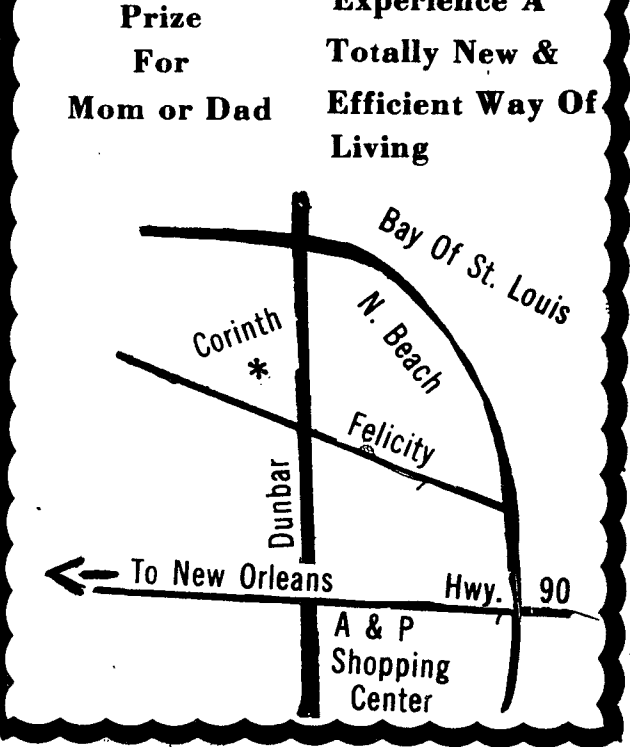 Prize
For
Mom or Dad
Experience A
Totally New &
Efficient Way Of
Living
Bay Of St. Louis
N. Beach
Corinth
*
Felicity
Dunbar
To New Orleans
Hwy. 90
A & P
Shopping
Center